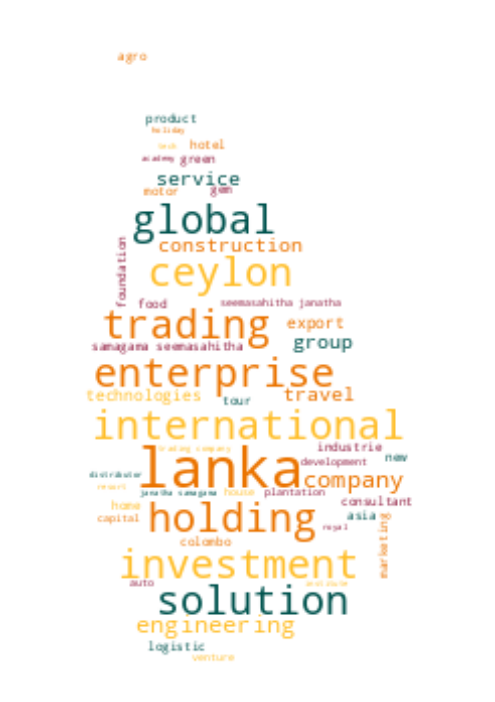 agro
product
holiday
tech hotel
academy green
service
motor gem
global
foundation
construction
ceylon
food seemasahitha janatha
trading export
samagama seemasahitha group
enterprise
technologies tour travel
international
trading company industrie
lanka development new
distributor company
resort janatha samagama house plantation
home consultant
capital holding asia
royal
marketing
colombo
investment
auto institute
solution
engineering
logistic
venture